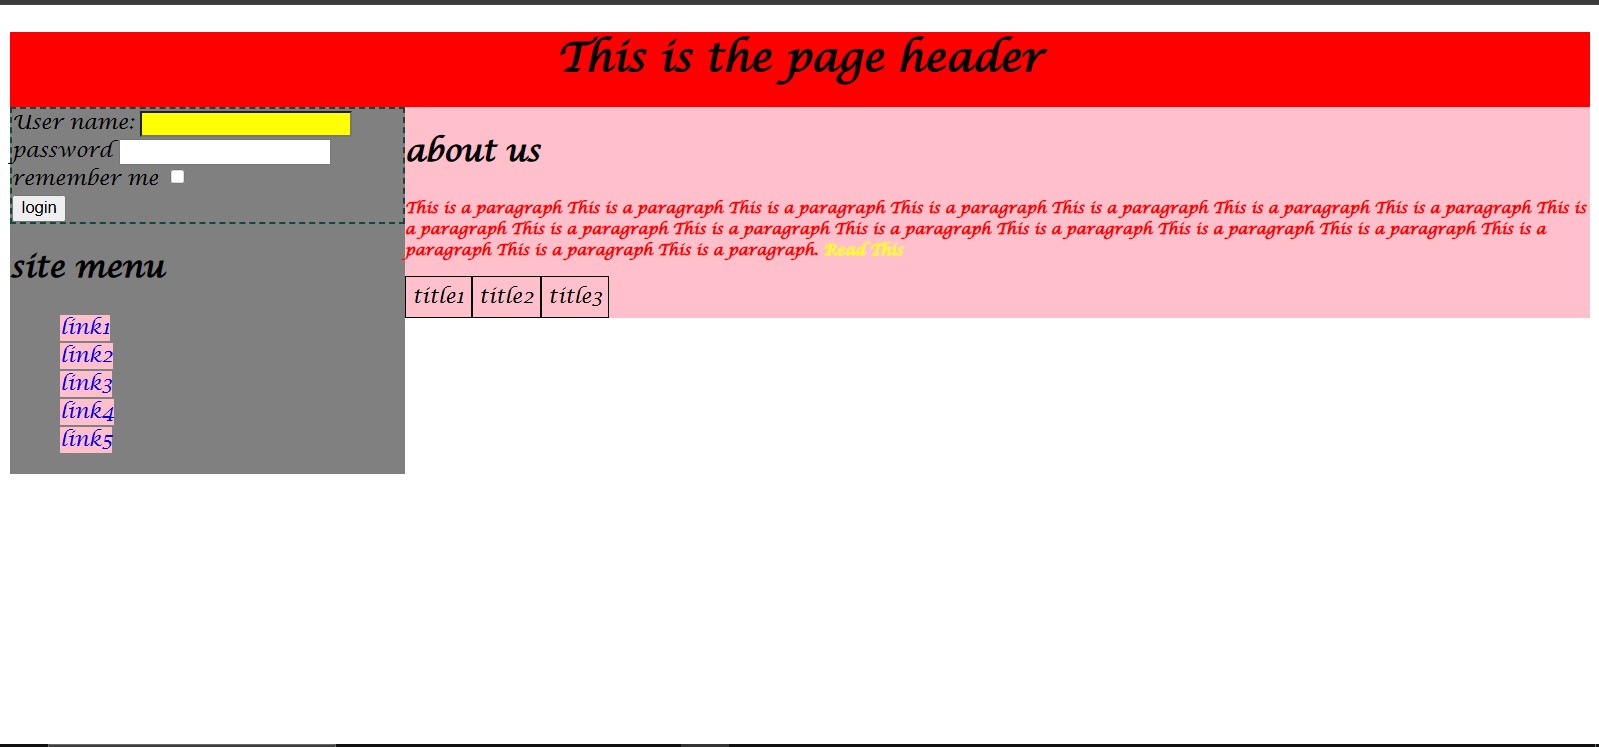 This is the page header
User name:
password
remember me
login
site menu
link1
link2
link3
link4
link5
about us
This is a paragraph This is a paragraph This is a paragraph This is a paragraph This is a paragraph This is a paragraph This is a paragraph This is
a paragraph This is a paragraph This is a paragraph This is a paragraph This is a paragraph This is a paragraph This is a paragraph This is a
paragraph This is a paragraph This is a paragraph. Read This
title1 title2 title3